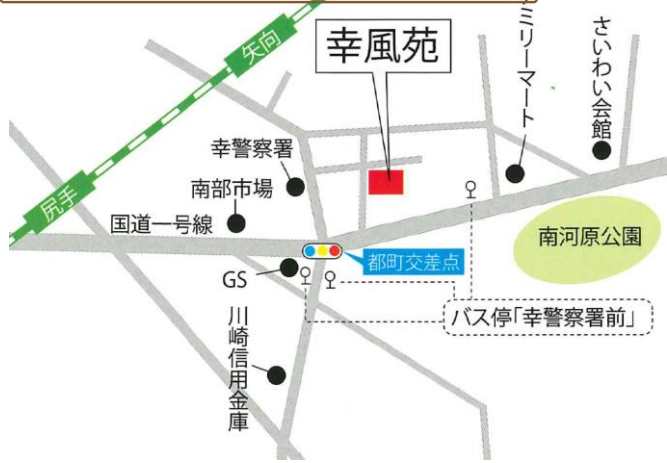 矢向
幸風苑
ミリーマート
さいわい会館
幸警察署
尻手
南部市場
国道一号線
南河原公園
都町交差点
GS
バス停「幸警察署前」
川崎信用金庫